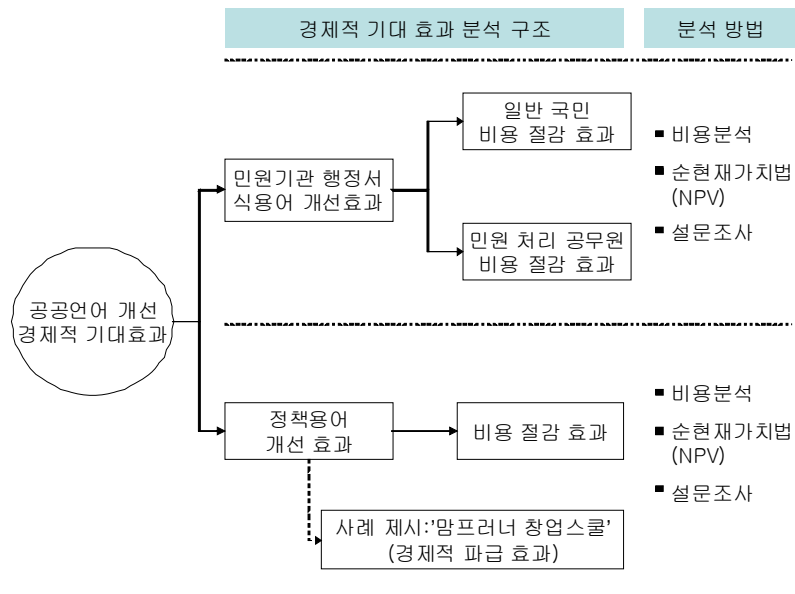 경제적 기대 효과 분석 구조
분석 방법
일반 국민
비용 절감 효과
민원기관 행정서
식용어 개선효과
민원 처리 공무원
비용 절감 효과
▪ 비용분석
▪ 순현재가치법
(NPV)
▪ 설문조사
공공언어 개선
경제적 기대효과
정책용어
개선 효과
비용 절감 효과
사례 제시:'맘프러너 창업스쿨'
(경제적 파급 효과)
▪ 비용분석
▪ 순현재가치법
(NPV)
▪ 설문조사